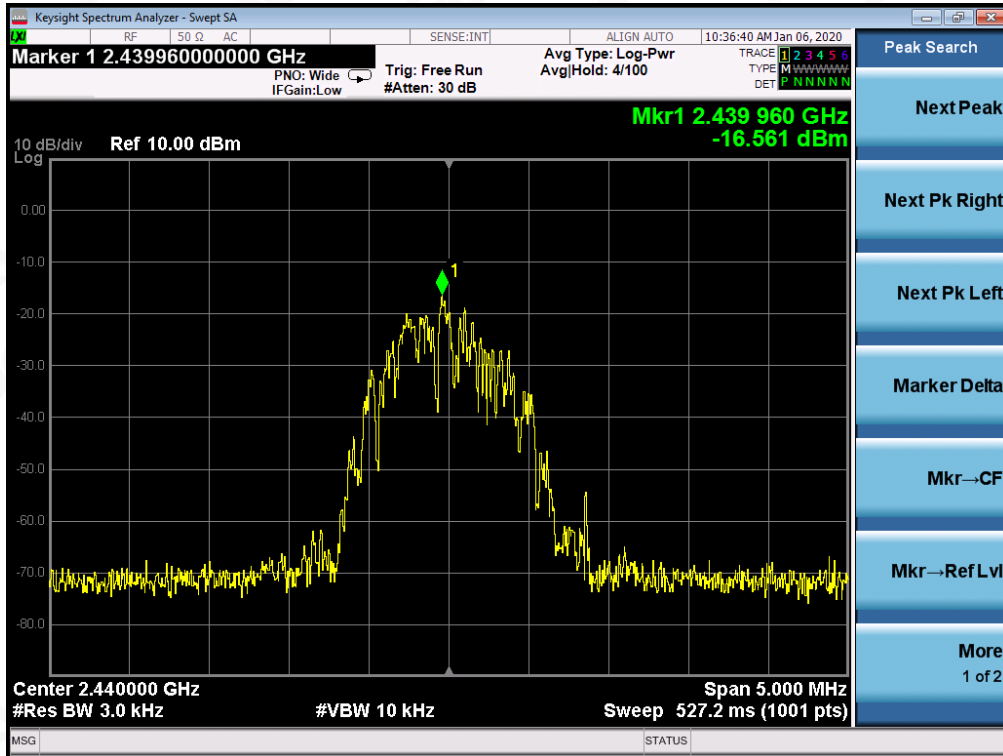 Keysight Spectrum Analyzer - Swept SA
LXI RF 50 Ω AC SENSE:INT ALIGN AUTO 10:36:40 AM Jan 06, 2020
Marker 1 2.439960000000 GHz
PNO: Wide
IFGain:Low
Trig: Free Run
#Atten: 30 dB
Avg Type: Log-Pwr
Avg|Hold: 4/100
TRACE 1 2 3 4 5 6
TYPE M WWWWW
DET P N N N N N
Mkr1 2.439 960 GHz
-16.561 dBm
10 dB/div
Log
Ref 10.00 dBm
1
0.00
-10.0
-20.0
-30.0
-40.0
-50.0
-60.0
-70.0
-80.0
Center 2.440000 GHz
#Res BW 3.0 kHz
#VBW 10 kHz
Span 5.000 MHz
Sweep 527.2 ms (1001 pts)
MSG
STATUS
Peak Search
Next Peak
Next Pk Right
Next Pk Left
Marker Delta
Mkr→CF
Mkr→Ref Lvl
More
1 of 2